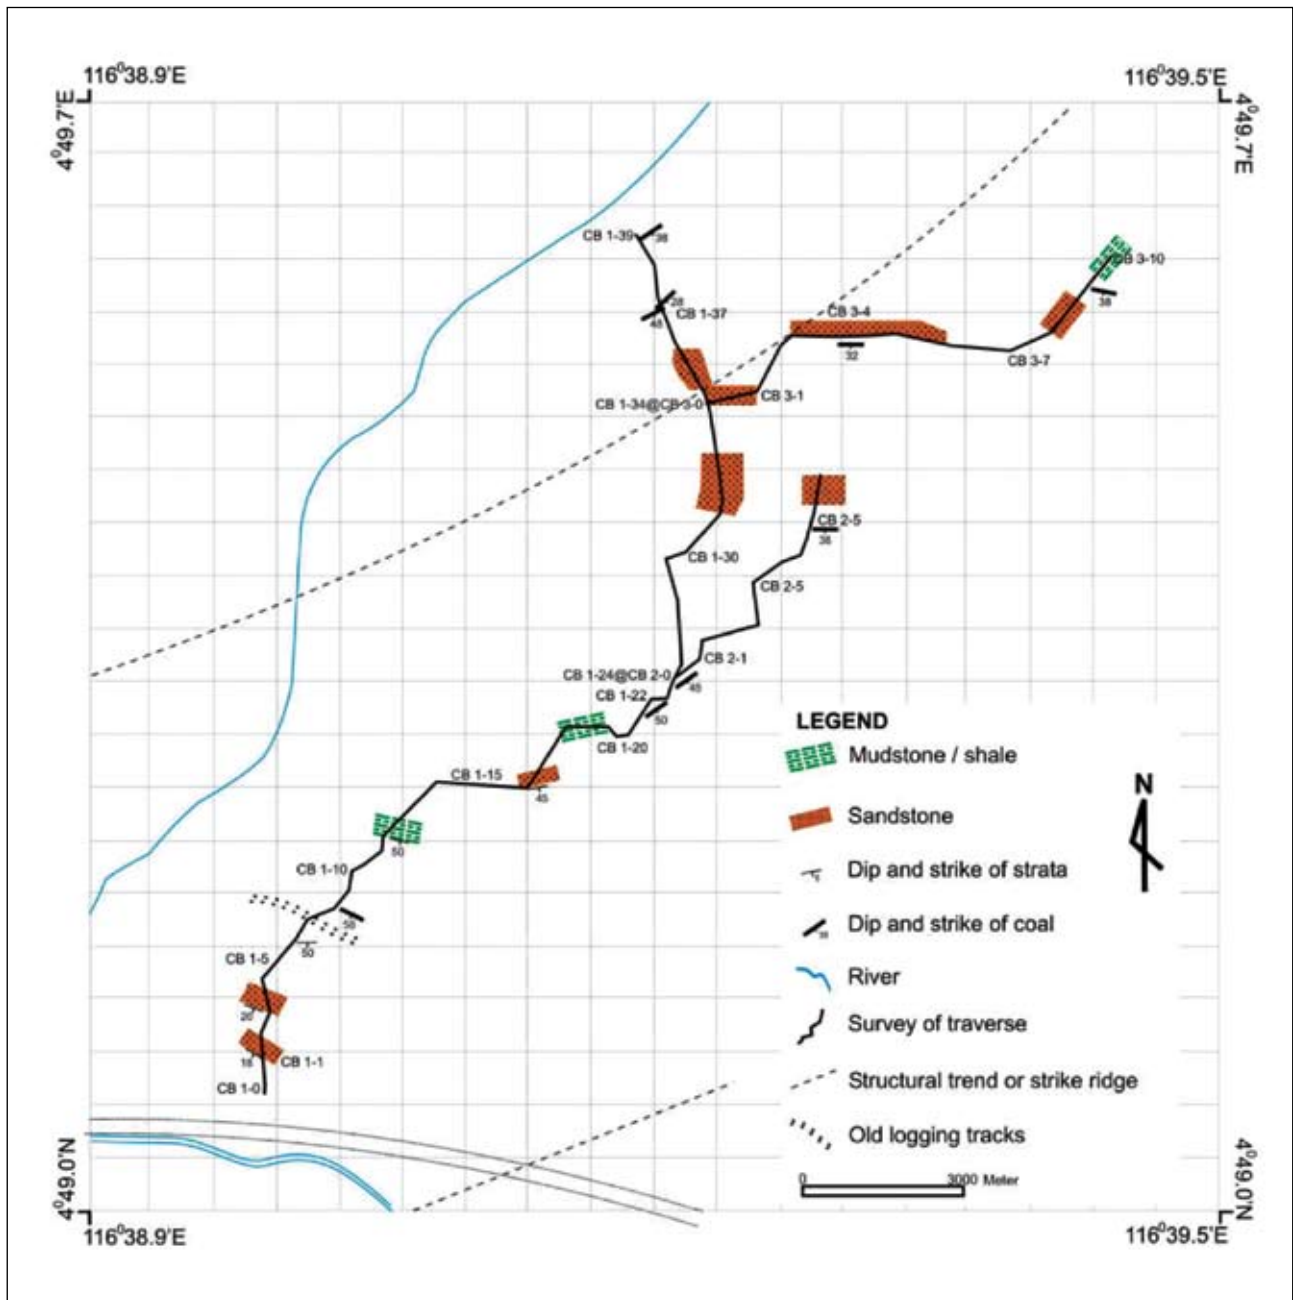 116⁰38.9'E
116⁰39.5'E
4⁰49.7'E
4⁰49.7'E
CB 1-39
38
CB 3-10
38
28
CB 1-37
48
CB 3-4
32
CB 3-7
CB 1-34@CB 3-0
CB 3-1
CB 2-5
38
CB 1-30
CB 2-5
CB 2-1
CB 1-24@CB 2-0
48
CB 1-22
50
CB 1-20
CB 1-15
45
50
CB 1-10
58
50
CB 1-5
20
18
CB 1-1
CB 1-0
LEGEND
Mudstone / shale
Sandstone
Dip and strike of strata
Dip and strike of coal
River
Survey of traverse
Structural trend or strike ridge
Old logging tracks
0 3000 Meter
N
4⁰49.0'N
4⁰49.0'N
116⁰38.9'E
116⁰39.5'E